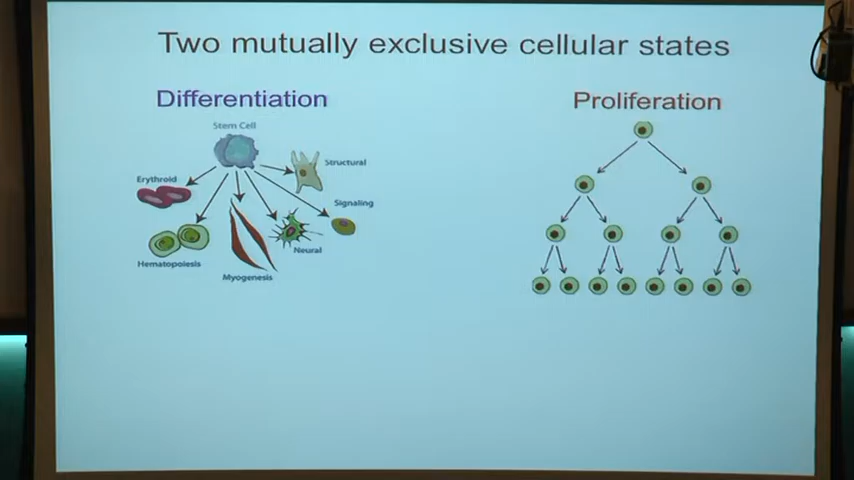 Two mutually exclusive cellular states
Differentiation
Proliferation
Stem Cell
Structural
Erythroid
Signaling
Neural
Hematopoiesis
Myogenesis